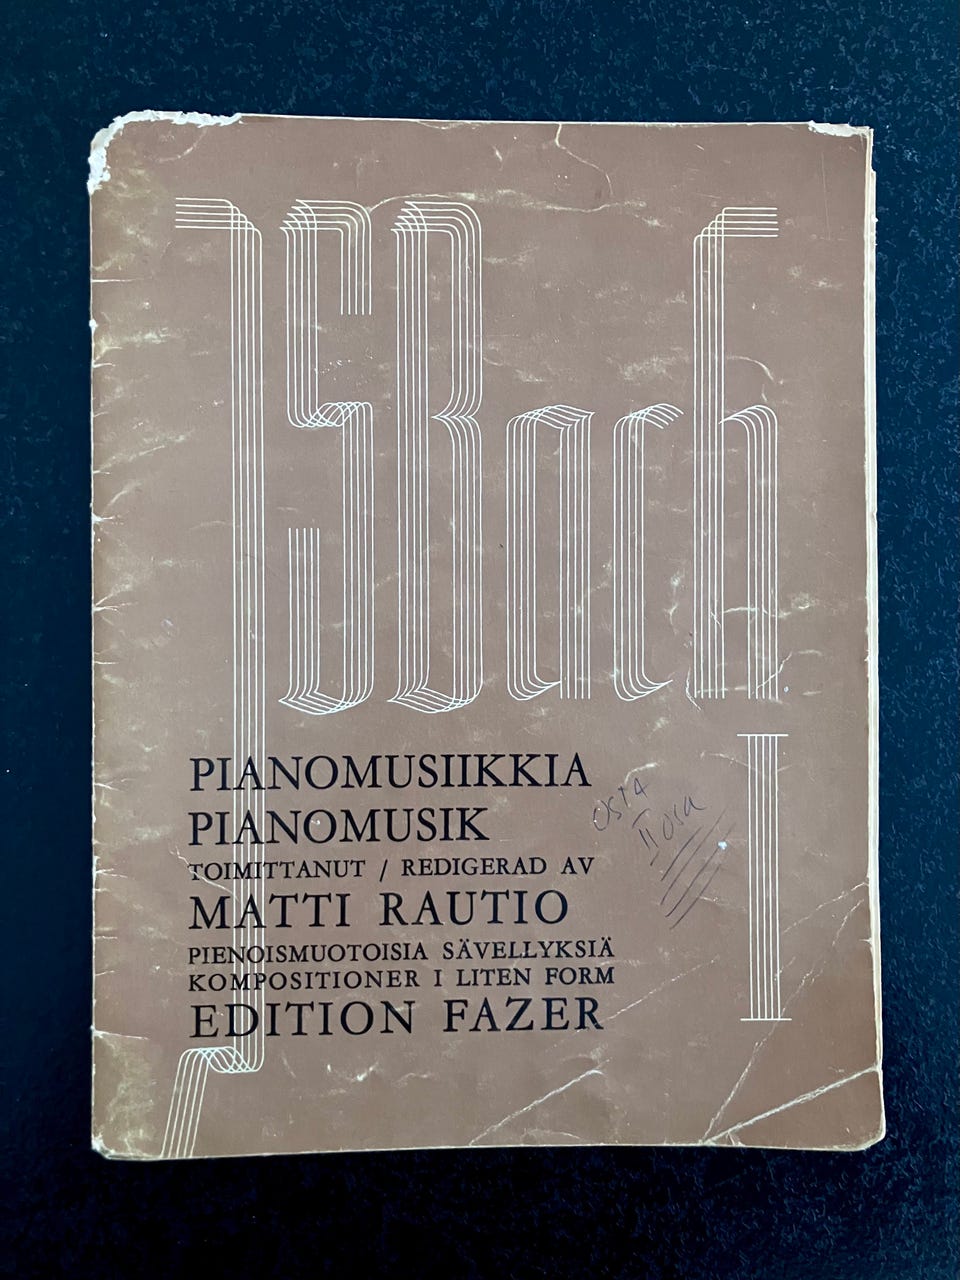 JSBach
I
PIANOMUSIIKKIA
PIANOMUSIK
TOIMITTANUT / REDIGERAD AV
MATTI RAUTIO
PIENOISMUOTOISIA SÄVELLYKSIÄ
KOMPOSITIONER I LITEN FORM
EDITION FAZER
OSTA
II osa